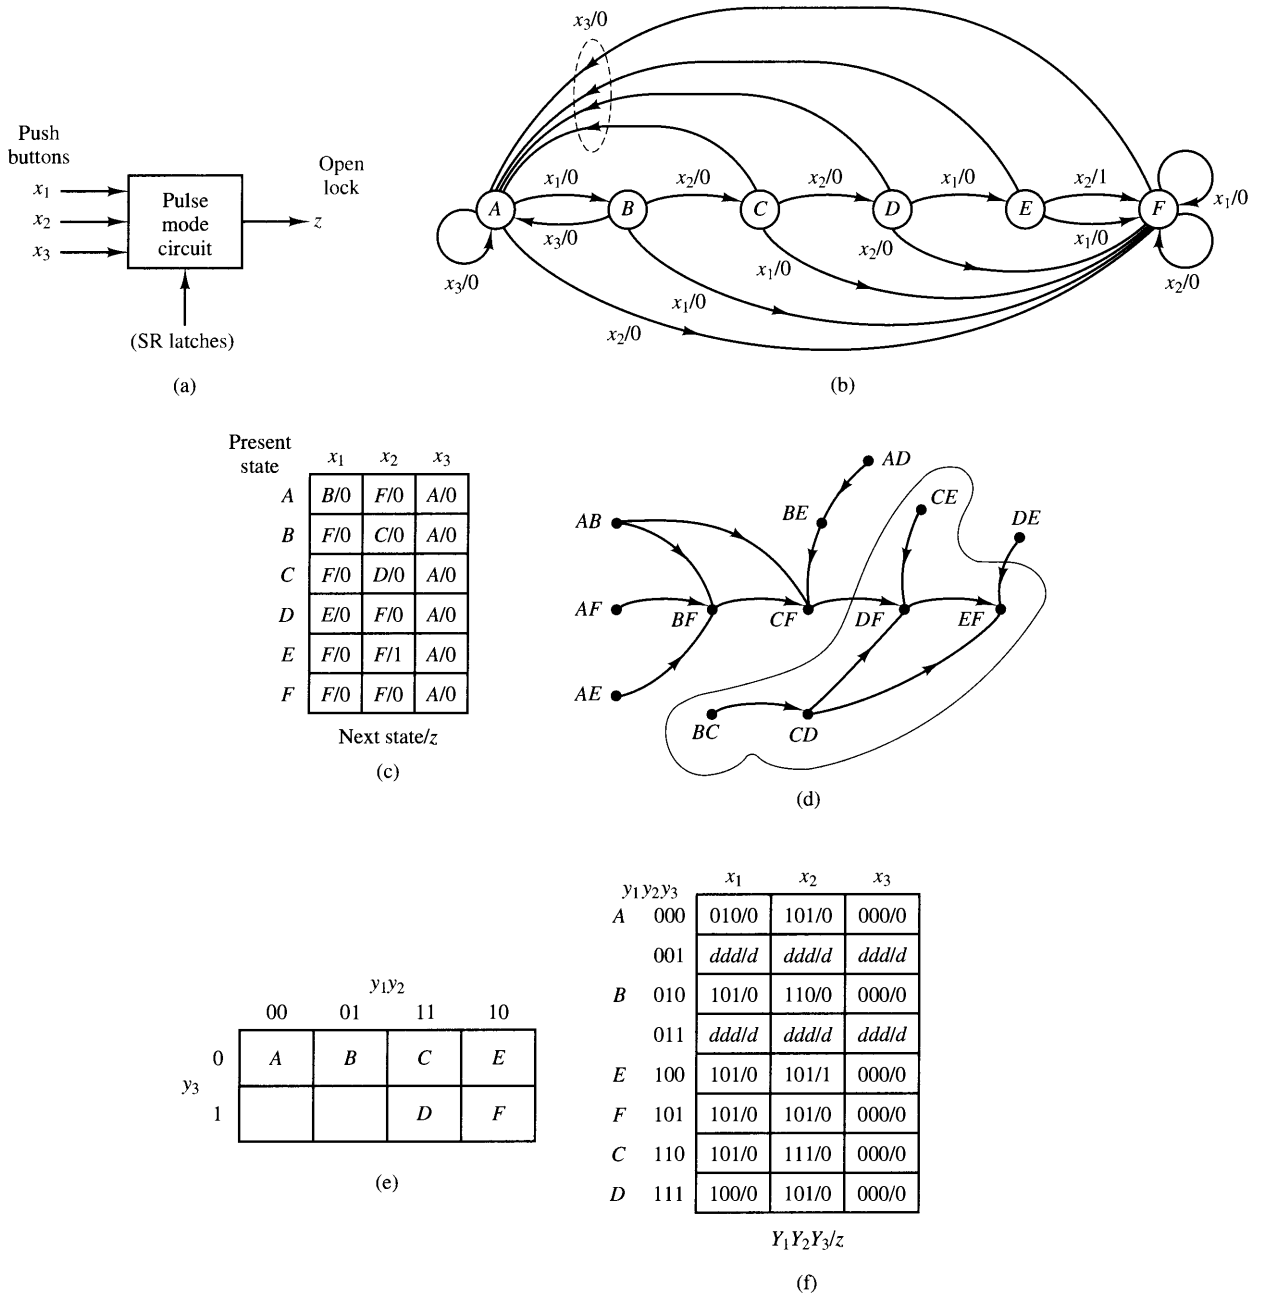 Push
buttons
x₁
x₂
x₃
Pulse
mode
circuit
Open
lock
z
(SR latches)
(a)
x₃/0
x₁/0
x₂/0
x₂/0
x₁/0
x₂/1
A
B
C
D
E
F
x₁/0
x₃/0
x₃/0
x₁/0
x₂/0
x₁/0
x₁/0
x₂/0
x₂/0
(b)
Present
state
x₁ x₂ x₃
A B/0 F/0 A/0
B F/0 C/0 A/0
C F/0 D/0 A/0
D E/0 F/0 A/0
E F/0 F/1 A/0
F F/0 F/0 A/0
Next state/z
(c)
AD
CE
BE
AB
DE
AF
BF
CF
DF
EF
AE
BC
CD
(d)
y₁y₂
00 01 11 10
0 A B C E
y₃
1 D F
(e)
x₁ x₂ x₃
y₁y₂y₃
A 000 010/0 101/0 000/0
001 ddd/d ddd/d ddd/d
B 010 101/0 110/0 000/0
011 ddd/d ddd/d ddd/d
E 100 101/0 101/1 000/0
F 101 101/0 101/0 000/0
C 110 101/0 111/0 000/0
D 111 100/0 101/0 000/0
Y₁Y₂Y₃/z
(f)